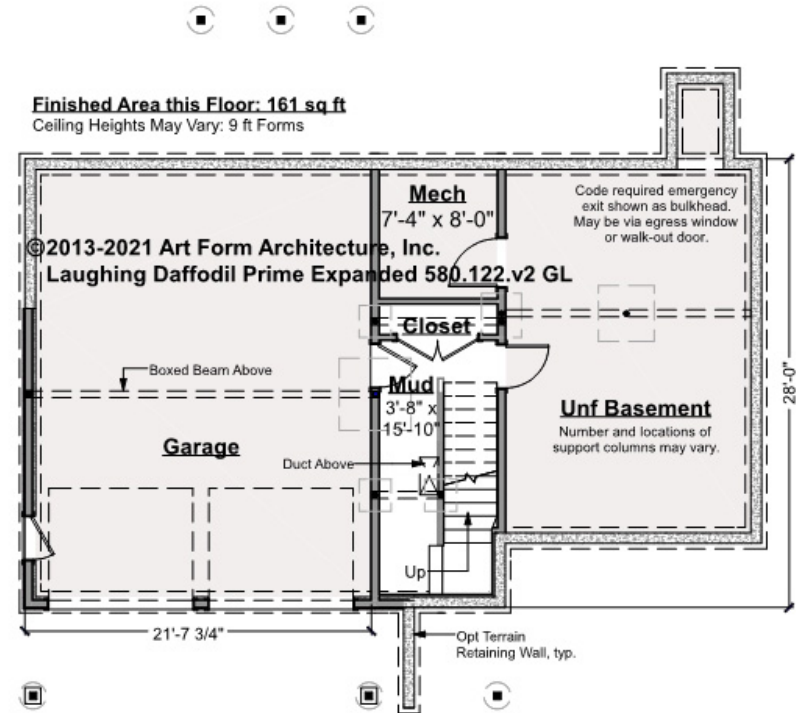 Finished Area this Floor: 161 sq ft
Ceiling Heights May Vary: 9 ft Forms
Mech
7'-4" x 8'-0"
Code required emergency
exit shown as bulkhead.
May be via egress window
or walk-out door.
©2013-2021 Art Form Architecture, Inc.
Laughing Daffodil Prime Expanded 580.122.v2 GL
Closet
Boxed Beam Above
Mud
3'-8" x
15'-10"
28'-0"
Unf Basement
Number and locations of
support columns may vary.
Garage
Duct Above
Up
21'-7 3/4"
Opt Terrain
Retaining Wall, typ.